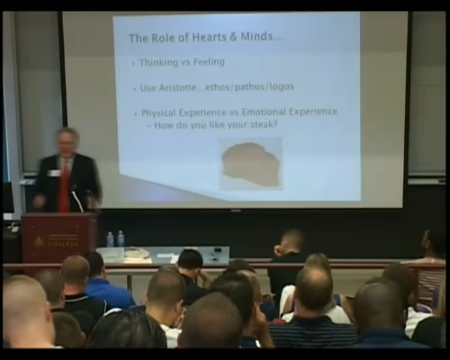 The Role of Hearts & Minds...
Thinking vs Feeling
Use Aristotle...ethos/pathos/logos
Physical Experience vs Emotional Experience
– How do you like your steak?